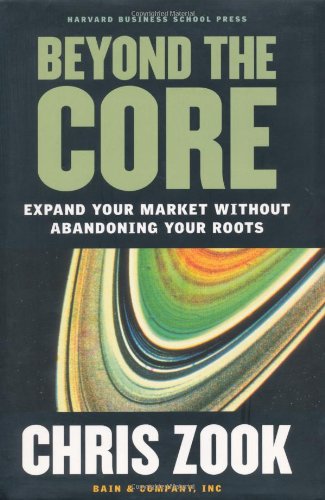 HARVARD BUSINESS SCHOOL PRESS
BEYOND THE
CORE
EXPAND YOUR MARKET WITHOUT
ABANDONING YOUR ROOTS
CHRIS ZOOK
BAIN & COMPANY, INC